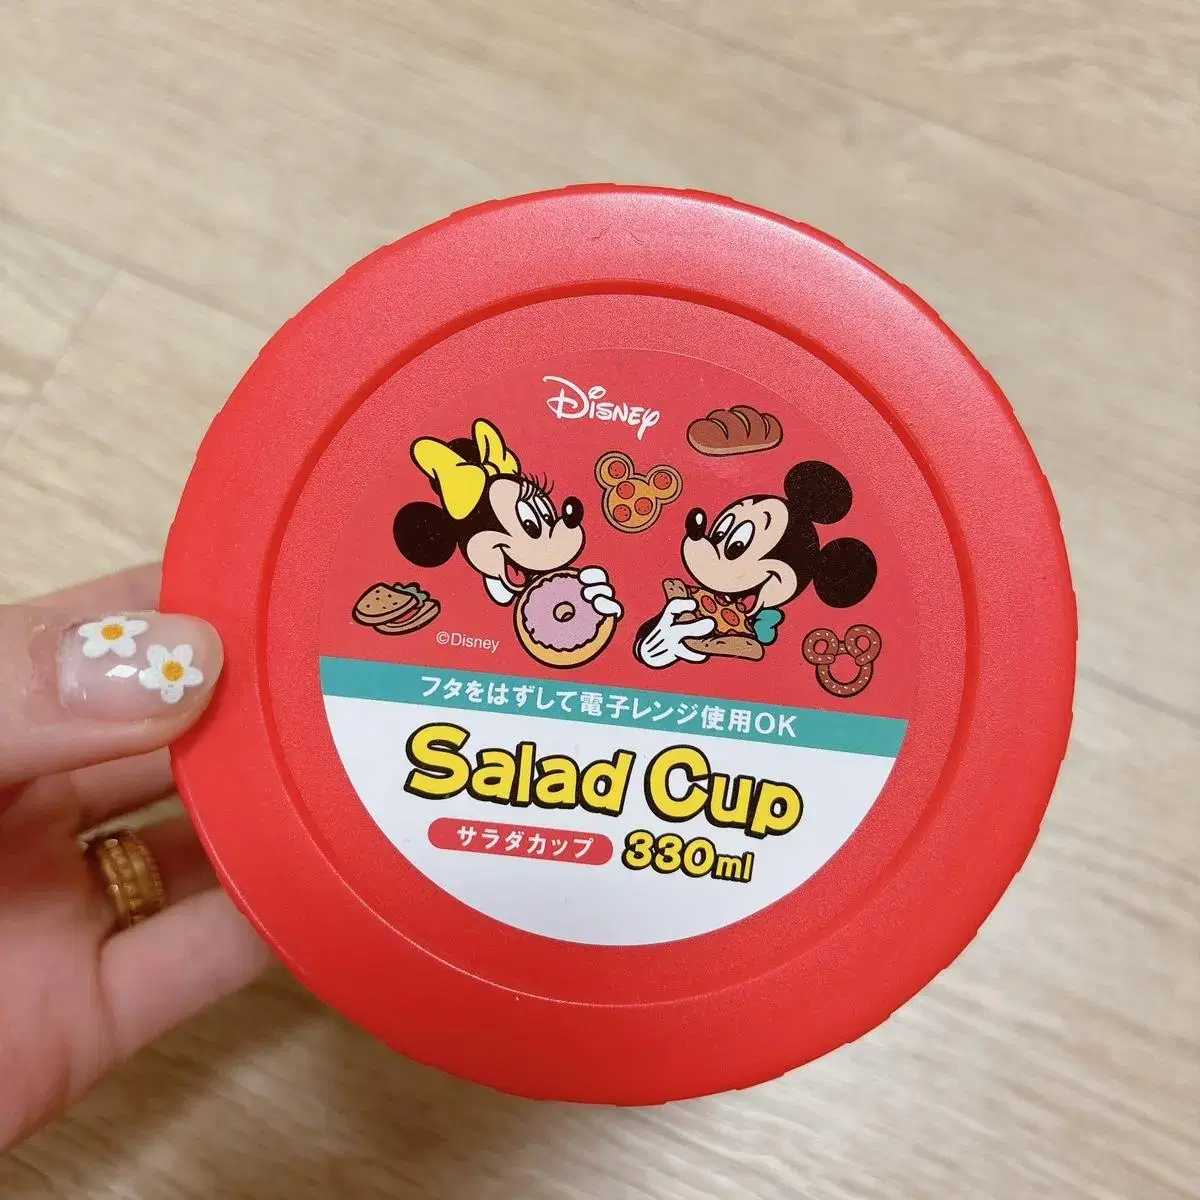 Disney
©Disney
フタをはずして電子レンジ使用OK
Salad Cup
サラダカップ 330ml